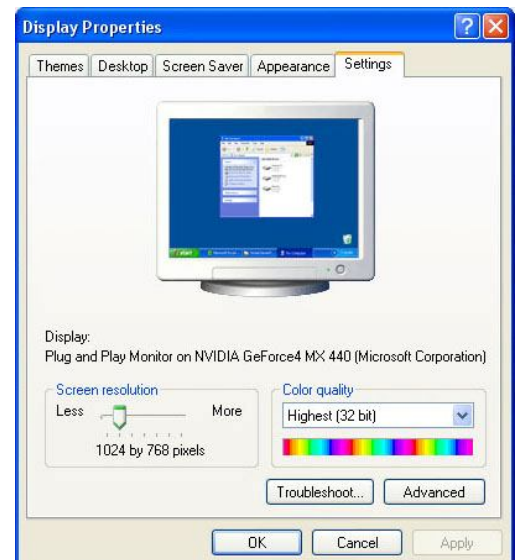 Display Properties
Themes Desktop Screen Saver Appearance Settings
start
Display:
Plug and Play Monitor on NVIDIA GeForce4 MX 440 (Microsoft Corporation)
Screen resolution
Less More
1024 by 768 pixels
Color quality
Highest (32 bit)
Troubleshoot... Advanced
OK Cancel Apply